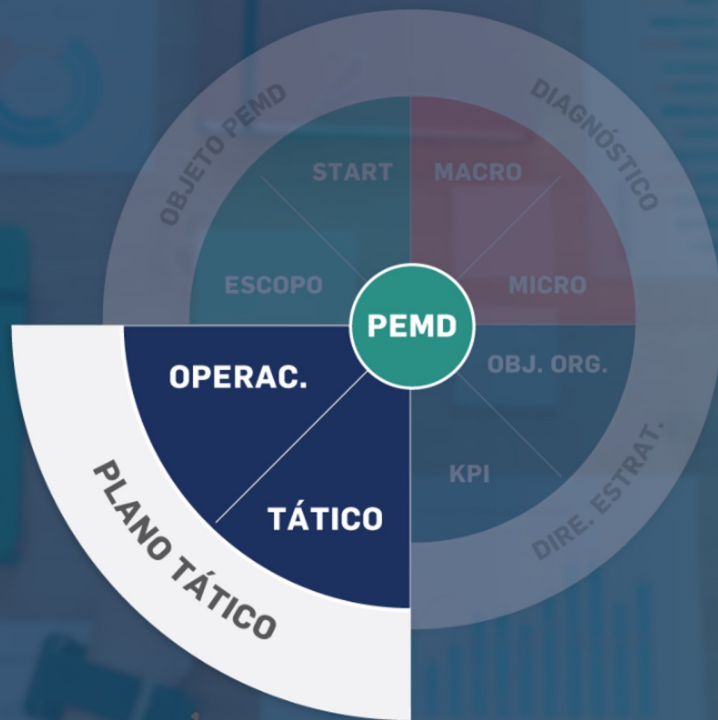 OBJETO PEMD
DIAGNÓSTICO
START
MACRO
ESCOPO
MICRO
PEMD
OPERAC.
OBJ. ORG.
KPI
TÁTICO
PLANO TÁTICO
DIRE. ESTRAT.